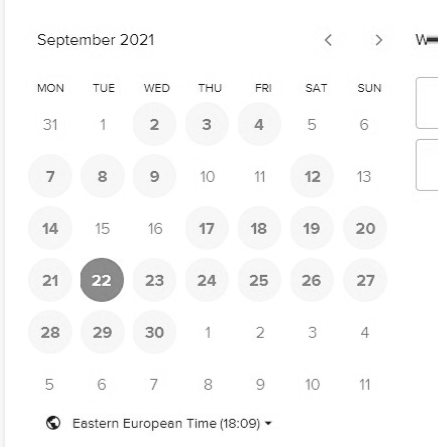 September 2021
MON TUE WED THU FRI SAT SUN
31 1 2 3 4 5 6
7 8 9 10 11 12 13
14 15 16 17 18 19 20
21 22 23 24 25 26 27
28 29 30 1 2 3 4
5 6 7 8 9 10 11
Eastern European Time (18:09)